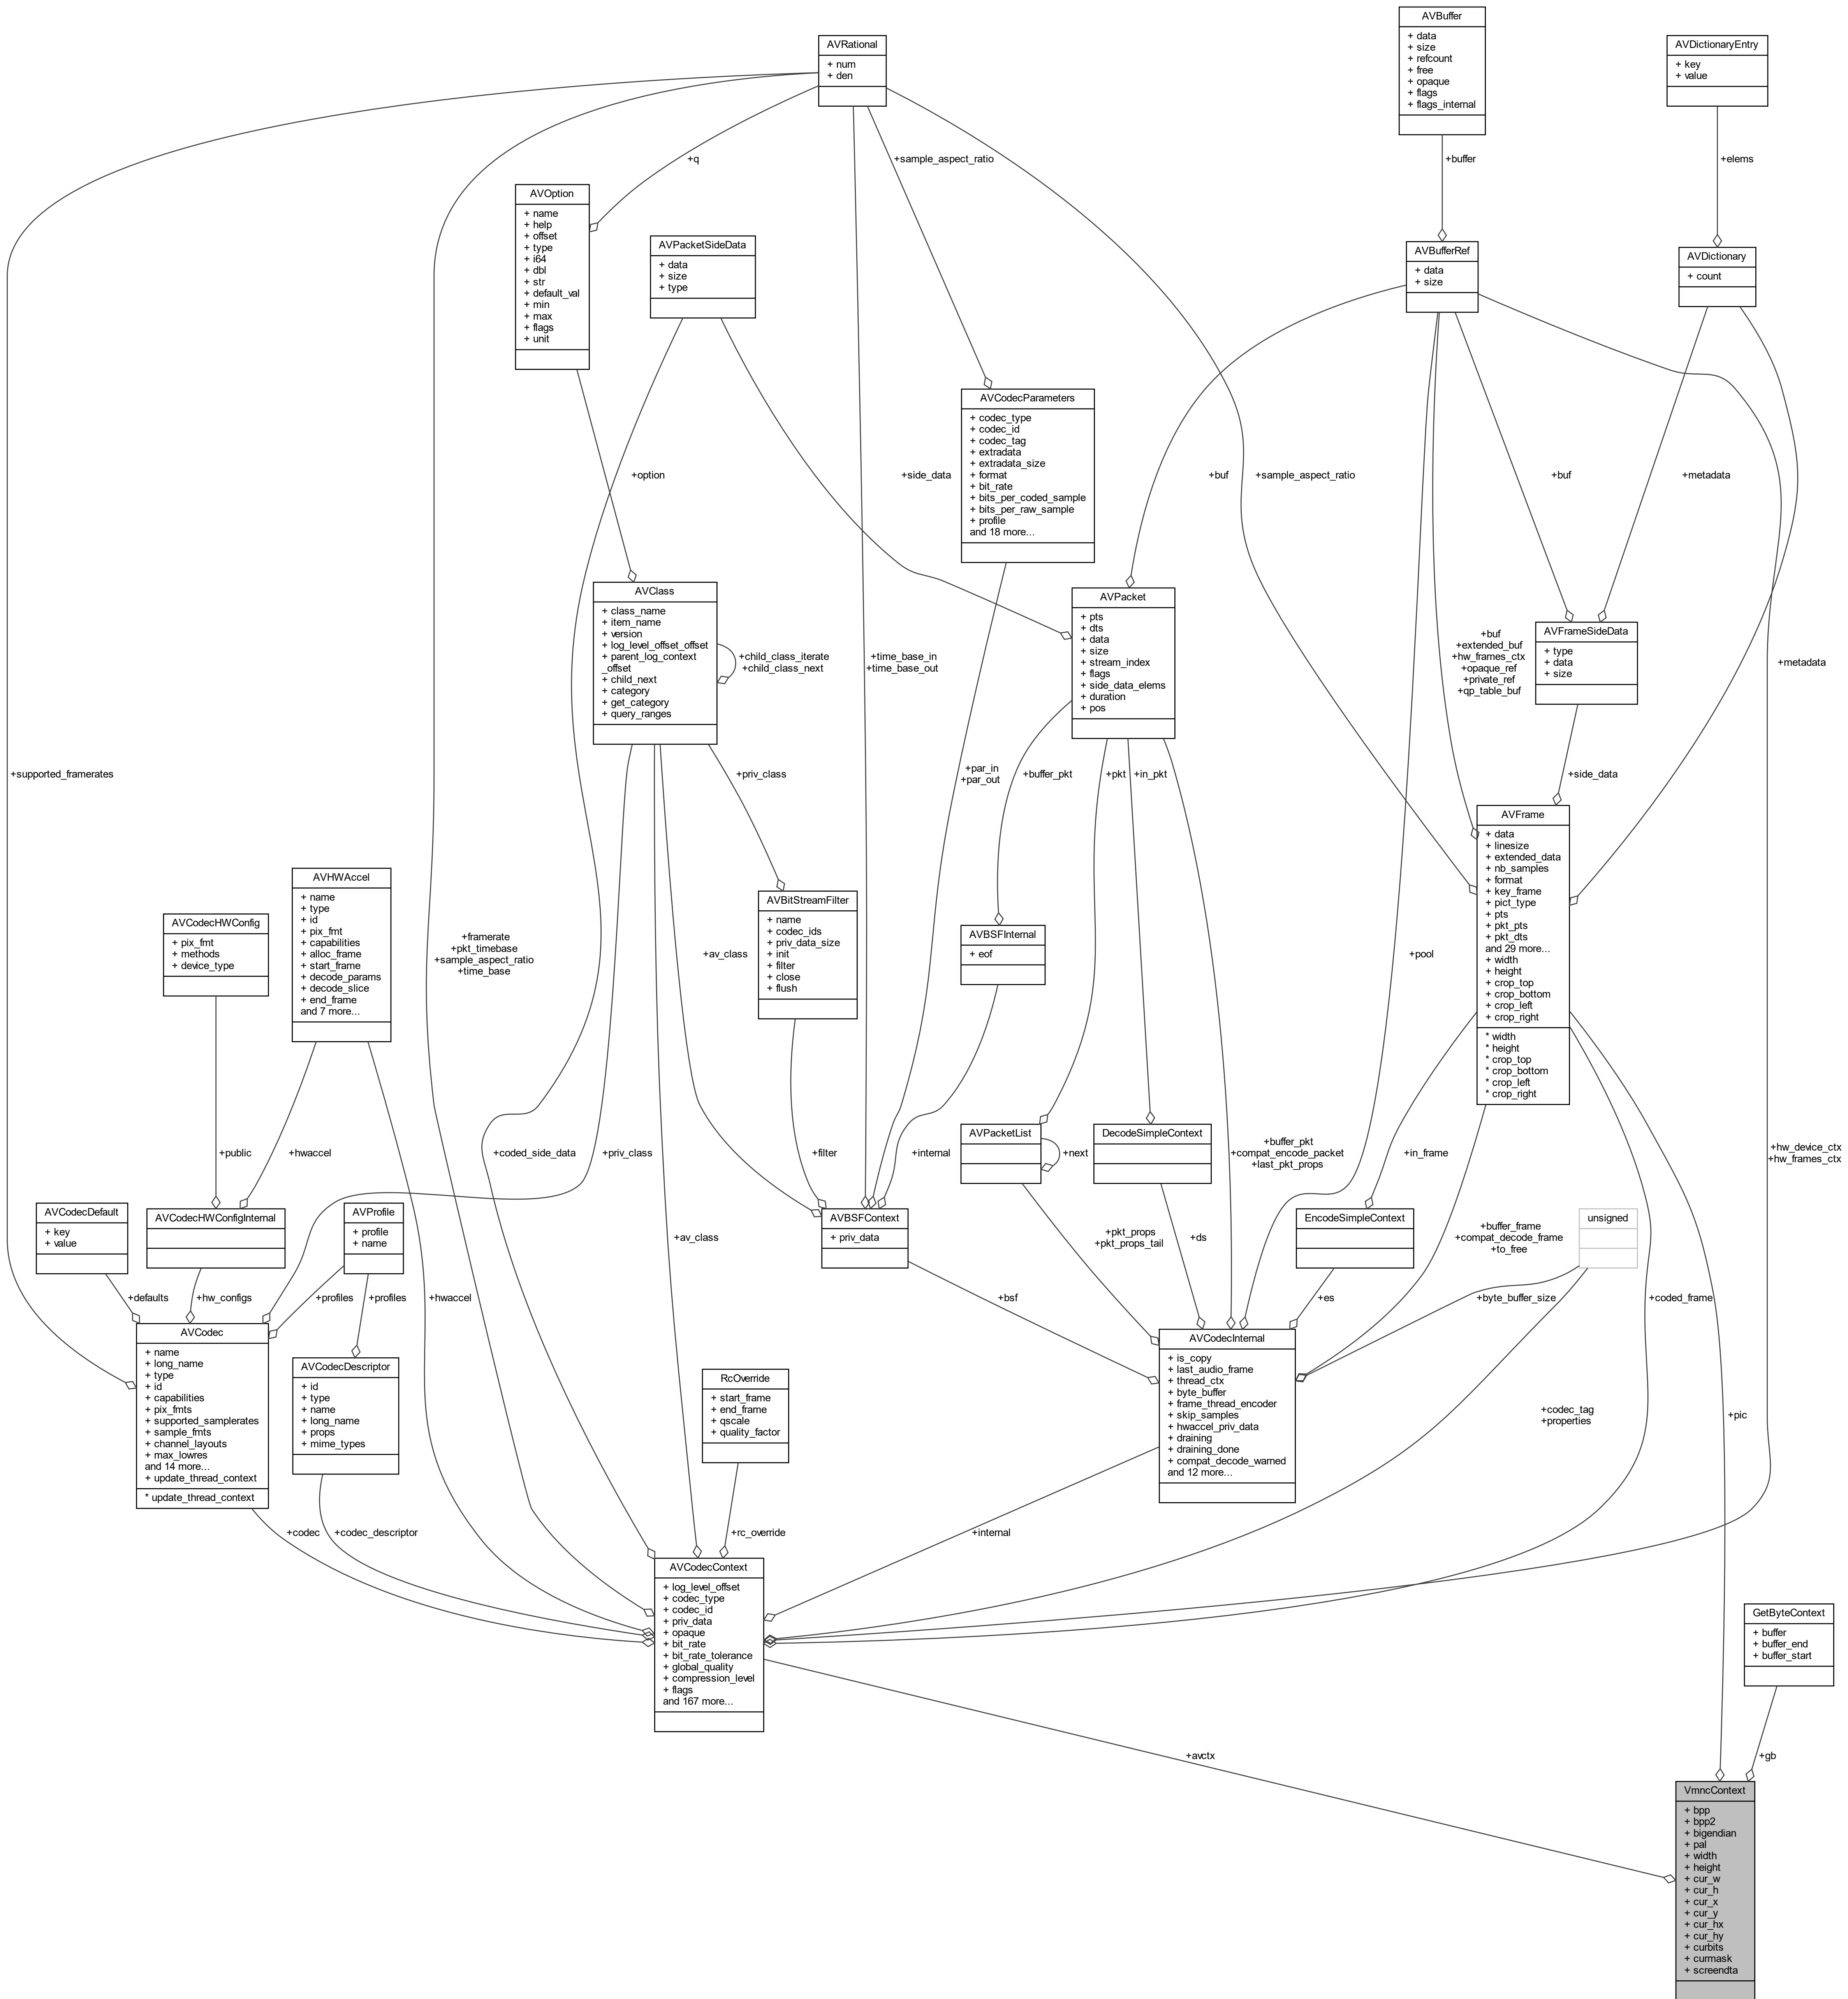 AVBuffer
+ data
+ size
+ refcount
+ free
+ opaque
+ flags
+ flags_internal
AVRational
+ num
+ den
AVDictionaryEntry
+ key
+ value
+q
+sample_aspect_ratio
+buffer
+elems
AVOption
+ name
+ help
+ offset
+ type
+ i64
+ dbl
+ str
+ default_val
+ min
+ max
+ flags
+ unit
AVPacketSideData
+ data
+ size
+ type
AVBufferRef
+ data
+ size
AVDictionary
+ count
AVCodecParameters
+ codec_type
+ codec_id
+ codec_tag
+ extradata
+ extradata_size
+ format
+ bit_rate
+ bits_per_coded_sample
+ bits_per_raw_sample
+ profile
and 18 more...
+option
+side_data
+buf
+sample_aspect_ratio
+buf
+metadata
AVClass
+ class_name
+ item_name
+ version
+ log_level_offset_offset
+ parent_log_context
_offset
+ child_next
+ category
+ get_category
+ query_ranges
+child_class_iterate
+child_class_next
+time_base_in
+time_base_out
AVPacket
+ pts
+ dts
+ data
+ size
+ stream_index
+ flags
+ side_data_elems
+ duration
+ pos
+buf
+extended_buf
+hw_frames_ctx
+opaque_ref
+private_ref
+qp_table_buf
AVFrameSideData
+ type
+ data
+ size
+metadata
+supported_framerates
+priv_class
+par_in
+par_out
+buffer_pkt
+pkt
+in_pkt
+side_data
AVFrame
+ data
+ linesize
+ extended_data
+ nb_samples
+ format
+ key_frame
+ pict_type
+ pts
+ pkt_pts
+ pkt_dts
and 29 more...
+ width
+ height
+ crop_top
+ crop_bottom
+ crop_left
+ crop_right
* width
* height
* crop_top
* crop_bottom
* crop_left
* crop_right
AVHWAccel
+ name
+ type
+ id
+ pix_fmt
+ capabilities
+ alloc_frame
+ start_frame
+ decode_params
+ decode_slice
+ end_frame
and 7 more...
AVCodecHWConfig
+ pix_fmt
+ methods
+ device_type
+framerate
+pkt_timebase
+sample_aspect_ratio
+time_base
+av_class
AVBitStreamFilter
+ name
+ codec_ids
+ priv_data_size
+ init
+ filter
+ close
+ flush
AVBSFInternal
+ eof
+pool
+public
+hwaccel
+coded_side_data
+priv_class
+filter
+internal
AVPacketList
+next
DecodeSimpleContext
+buffer_pkt
+compat_encode_packet
+last_pkt_props
+in_frame
+hw_device_ctx
+hw_frames_ctx
AVCodecDefault
+ key
+ value
AVCodecHWConfigInternal
AVProfile
+ profile
+ name
+av_class
AVBSFContext
+ priv_data
+pkt_props
+pkt_props_tail
+ds
EncodeSimpleContext
+buffer_frame
+compat_decode_frame
+to_free
unsigned
+defaults
+hw_configs
+profiles
+profiles
+hwaccel
+bsf
+es
+byte_buffer_size
+coded_frame
AVCodec
+ name
+ long_name
+ type
+ id
+ capabilities
+ pix_fmts
+ supported_samplerates
+ sample_fmts
+ channel_layouts
+ max_lowres
and 14 more...
+ update_thread_context
* update_thread_context
AVCodecDescriptor
+ id
+ type
+ name
+ long_name
+ props
+ mime_types
RcOverride
+ start_frame
+ end_frame
+ qscale
+ quality_factor
AVCodecInternal
+ is_copy
+ last_audio_frame
+ thread_ctx
+ byte_buffer
+ frame_thread_encoder
+ skip_samples
+ hwaccel_priv_data
+ draining
+ draining_done
+ compat_decode_warned
and 12 more...
+codec_tag
+properties
+pic
+codec
+codec_descriptor
+rc_override
+internal
AVCodecContext
+ log_level_offset
+ codec_type
+ codec_id
+ priv_data
+ opaque
+ bit_rate
+ bit_rate_tolerance
+ global_quality
+ compression_level
+ flags
and 167 more...
GetByteContext
+ buffer
+ buffer_end
+ buffer_start
+avctx
+gb
VmncContext
+ bpp
+ bpp2
+ bigendian
+ pal
+ width
+ height
+ cur_w
+ cur_h
+ cur_x
+ cur_y
+ cur_hx
+ cur_hy
+ curbits
+ curmask
+ screendta